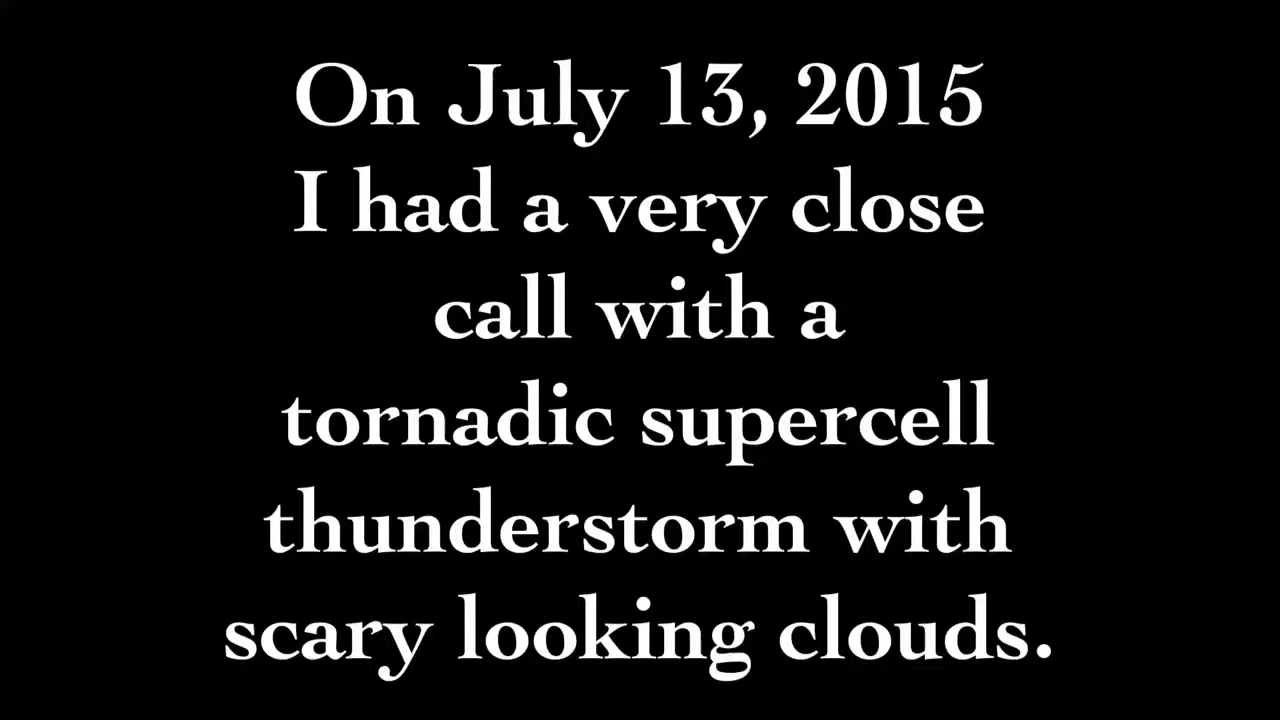 On July 13, 2015
I had a very close
call with a
tornadic supercell
thunderstorm with
scary looking clouds.